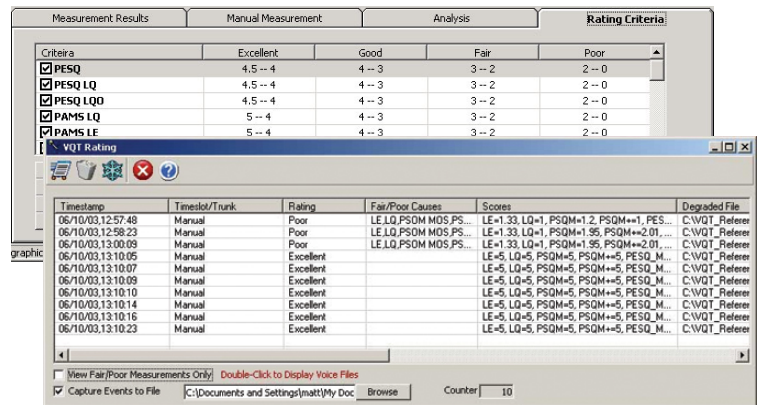 Measurement Results Manual Measurement Analysis Rating Criteria
Criteira Excellent Good Fair Poor
PESQ 4.5 -- 4 4 -- 3 3 -- 2 2 -- 0
PESQ LQ 4.5 -- 4 4 -- 3 3 -- 2 2 -- 0
PESQ LQO 4.5 -- 4 4 -- 3 3 -- 2 2 -- 0
PAMS LQ 5 -- 4 4 -- 3 3 -- 2 2 -- 0
PAMS LE 5 -- 4 4 -- 3 3 -- 2 2 -- 0
graphic
VQT Rating
Timestamp Timeslot/Trunk Rating Fair/Poor Causes Scores Degraded File
06/10/03,12:57:48 Manual Poor LE,LQ,PSQM MOS,PS... LE=1.33, LQ=1, PSQM=1.2, PSQM+=1, PES... C:\VQT_Referer
06/10/03,12:58:23 Manual Poor LE,LQ,PSQM MOS,PS... LE=1.33, LQ=1, PSQM=1.95, PSQM+=2.01, ... C:\VQT_Referer
06/10/03,13:00:09 Manual Poor LE,LQ,PSQM MOS,PS... LE=1.33, LQ=1, PSQM=1.95, PSQM+=2.01, ... C:\VQT_Referer
06/10/03,13:10:05 Manual Excellent LE=5, LQ=5, PSQM=5, PSQM+=5, PESQ_M... C:\VQT_Referer
06/10/03,13:10:07 Manual Excellent LE=5, LQ=5, PSQM=5, PSQM+=5, PESQ_M... C:\VQT_Referer
06/10/03,13:10:09 Manual Excellent LE=5, LQ=5, PSQM=5, PSQM+=5, PESQ_M... C:\VQT_Referer
06/10/03,13:10:10 Manual Excellent LE=5, LQ=5, PSQM=5, PSQM+=5, PESQ_M... C:\VQT_Referer
06/10/03,13:10:14 Manual Excellent LE=5, LQ=5, PSQM=5, PSQM+=5, PESQ_M... C:\VQT_Referer
06/10/03,13:10:16 Manual Excellent LE=5, LQ=5, PSQM=5, PSQM+=5, PESQ_M... C:\VQT_Referer
06/10/03,13:10:23 Manual Excellent LE=5, LQ=5, PSQM=5, PSQM+=5, PESQ_M... C:\VQT_Referer
View Fair/Poor Measurements Only Double-Click to Display Voice Files
Capture Events to File C:\Documents and Settings\matt\My Doc Browse Counter 10